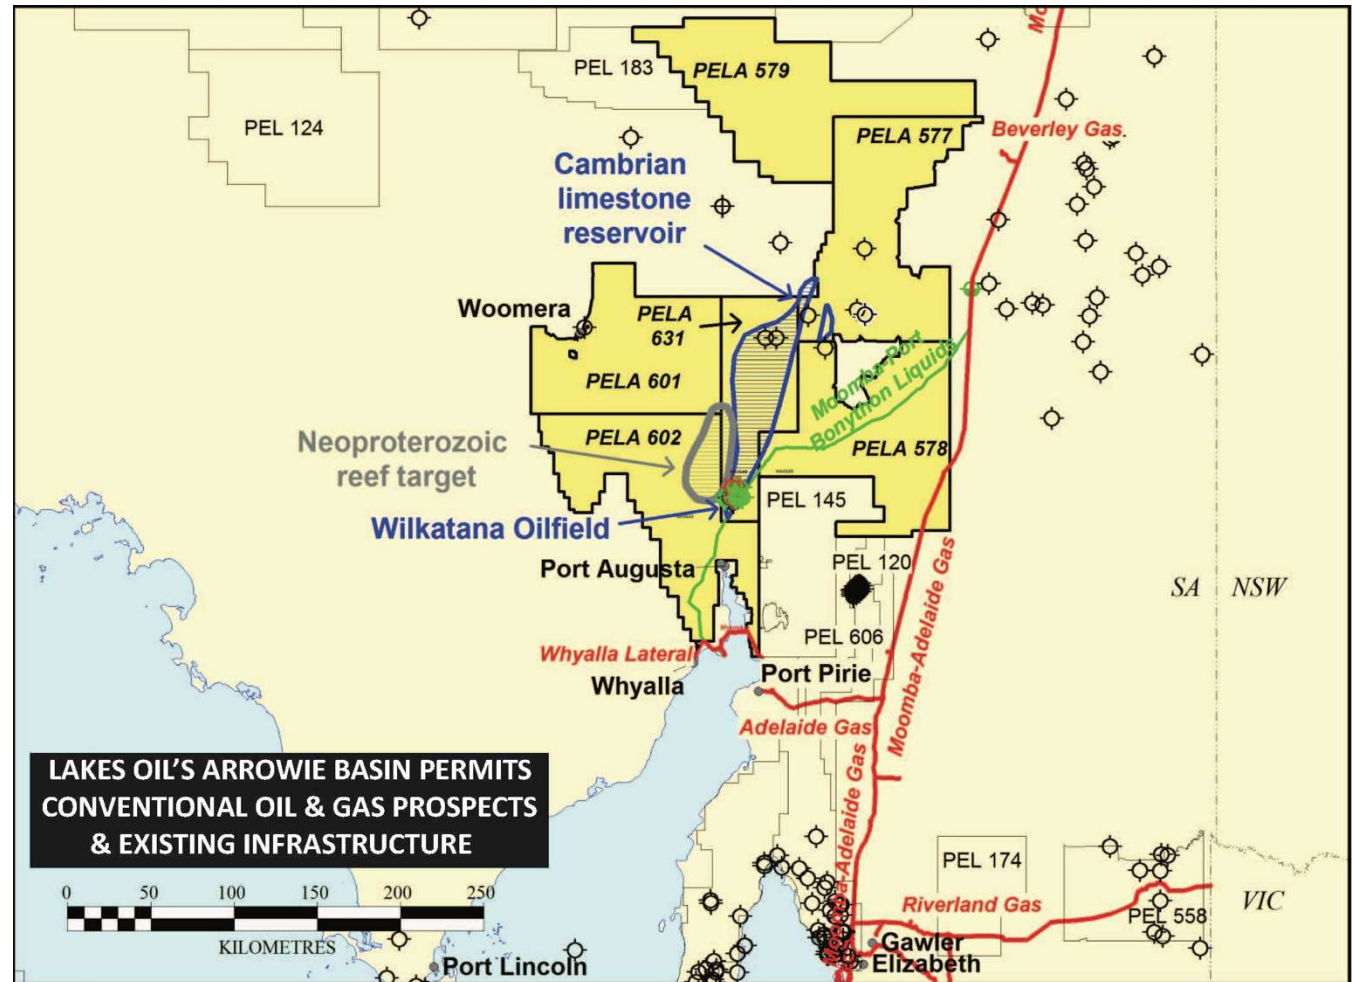 Mo
PEL 183
PELA 579
PEL 124
PELA 577
Beverley Gas
Cambrian
limestone
reservoir
Woomera
PELA
631
PELA 601
Moomba-Port
Bonython Liquids
PELA 602
PELA 578
Neoproterozoic
reef target
PEL 145
Wilkatana Oilfield
Port Augusta
PEL 120
SA
NSW
PEL 606
Moomba-Adelaide Gas
Whyalla Lateral
Whyalla
Port Pirie
Adelaide Gas
LAKES OIL'S ARROWIE BASIN PERMITS
CONVENTIONAL OIL & GAS PROSPECTS
& EXISTING INFRASTRUCTURE
0 50 100 150 200 250
KILOMETRES
Moomba-Adelaide Gas
PEL 174
Riverland Gas
PEL 558
VIC
Gawler
Elizabeth
Port Lincoln